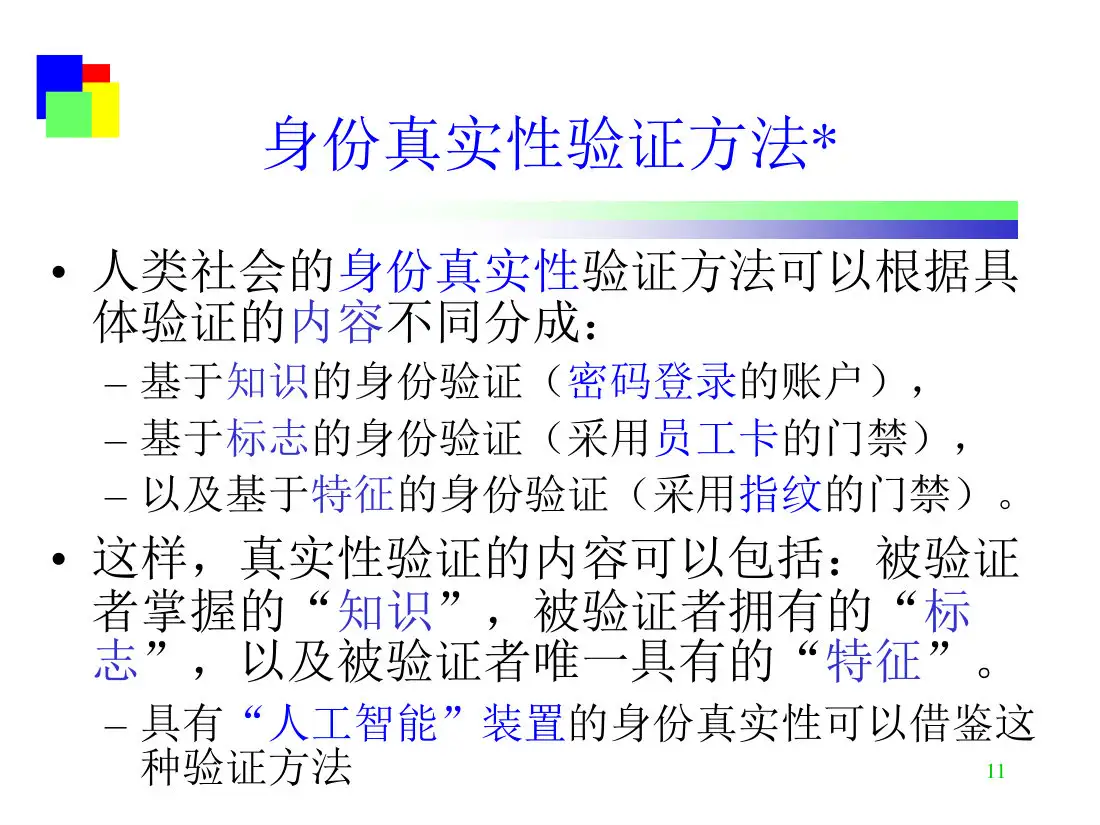 身份真实性验证方法*
• 人类社会的身份真实性验证方法可以根据具
体验证的内容不同分成：
– 基于知识的身份验证（密码登录的账户），
– 基于标志的身份验证（采用员工卡的门禁），
– 以及基于特征的身份验证（采用指纹的门禁）。
• 这样，真实性验证的内容可以包括：被验证
者掌握的“知识”，被验证者拥有的“标
志”，以及被验证者唯一具有的“特征”。
– 具有“人工智能”装置的身份真实性可以借鉴这
种验证方法
11